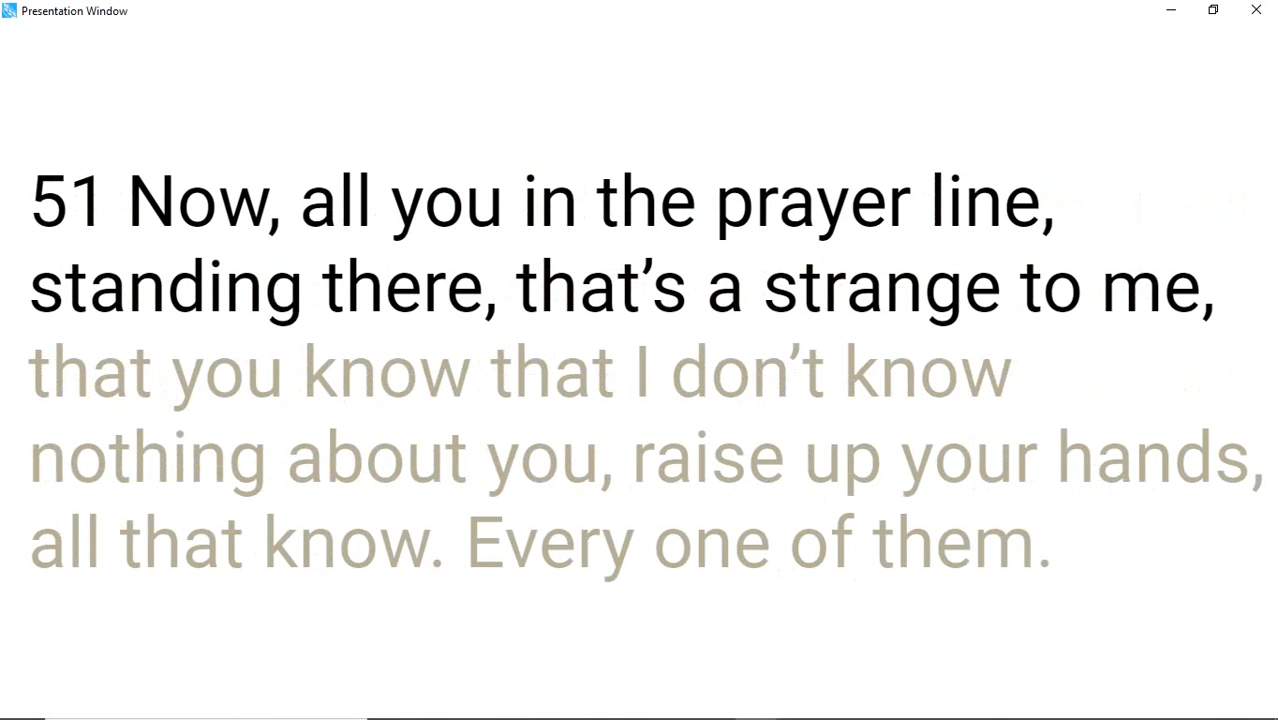 Presentation Window
51 Now, all you in the prayer line,
standing there, that’s a strange to me,
that you know that I don’t know
nothing about you, raise up your hands,
all that know. Every one of them.